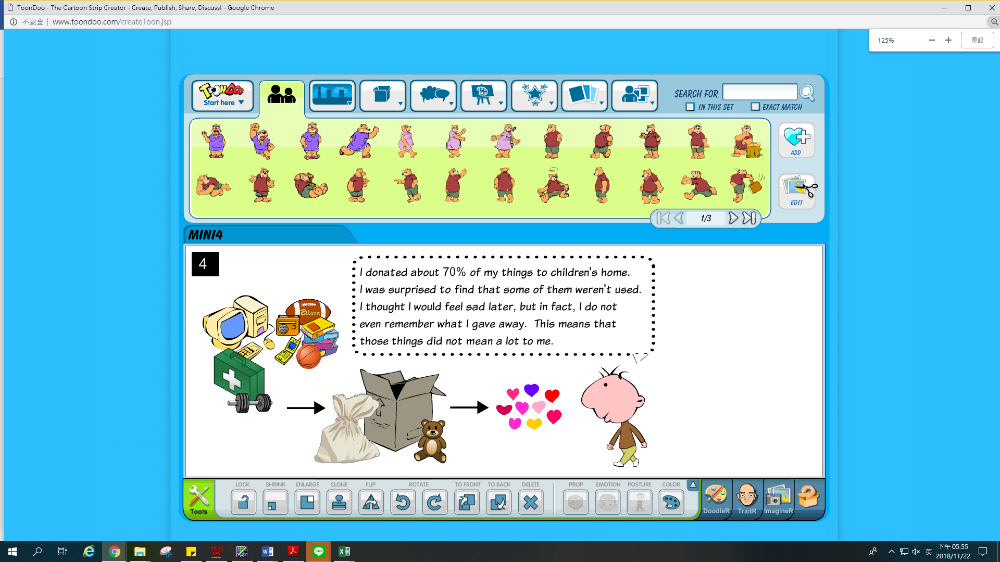 ToonDoo - The Cartoon Strip Creator - Create, Publish, Share, Discuss! - Google Chrome
不安全 www.toondoo.com/createToon.jsp
125% 重設
TOONDOO
Start here
SEARCH FOR
IN THIS SET EXACT MATCH
ADD
EDIT
1/3
MINI4
4
I donated about 70% of my things to children's home.
I was surprised to find that some of them weren't used.
I thought I would feel sad later, but in fact, I do not
even remember what I gave away. This means that
those things did not mean a lot to me.
Bilson
LOCK SHRINK ENLARGE CLONE FLIP ROTATE TO FRONT TO BACK DELETE PROP EMOTION POSTURE COLOR
Tools
DoodleR TraitR ImagineR
英
下午 05:55
2018/11/22